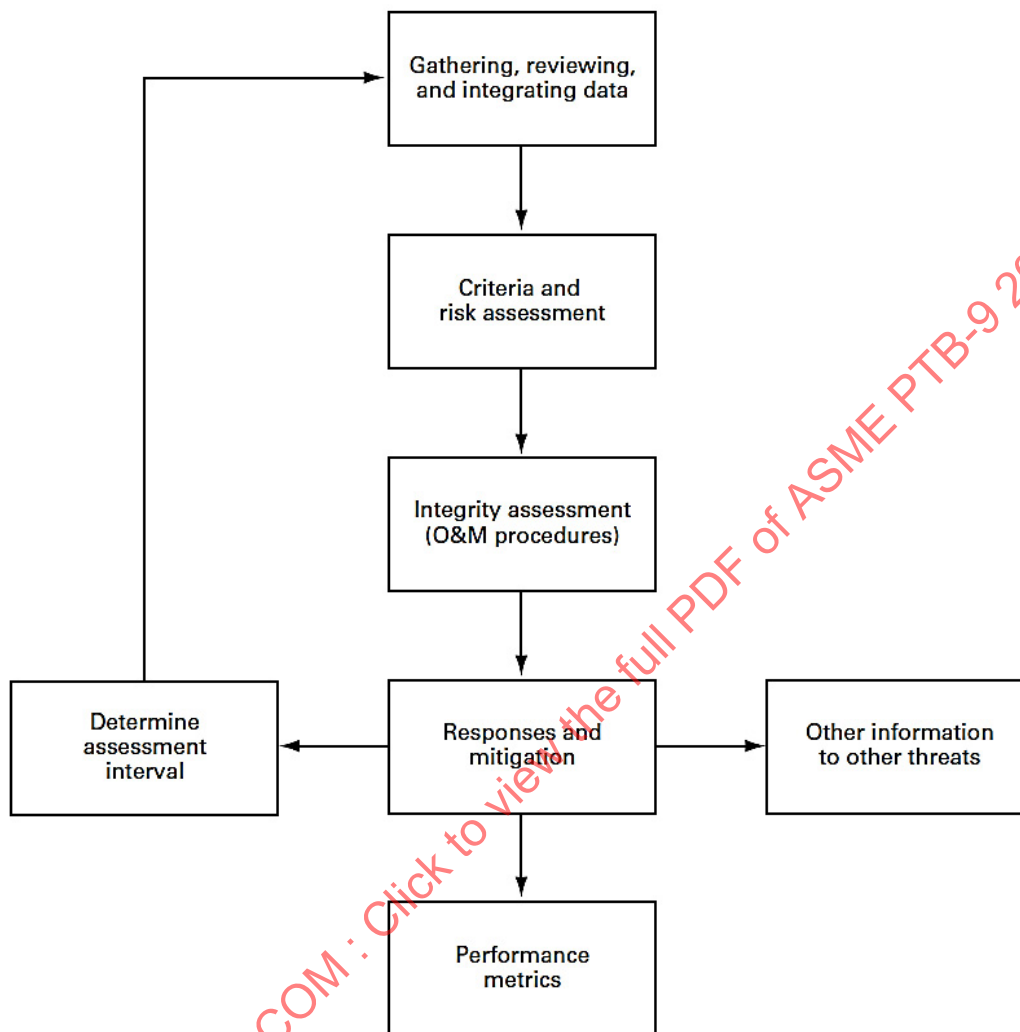 Gathering, reviewing,
and integrating data
Criteria and
risk assessment
Integrity assessment
(O&M procedures)
Determine
assessment
interval
Responses and
mitigation
Other information
to other threats
Performance
metrics
COM : Click to view the full PDF of ASME PTB-9